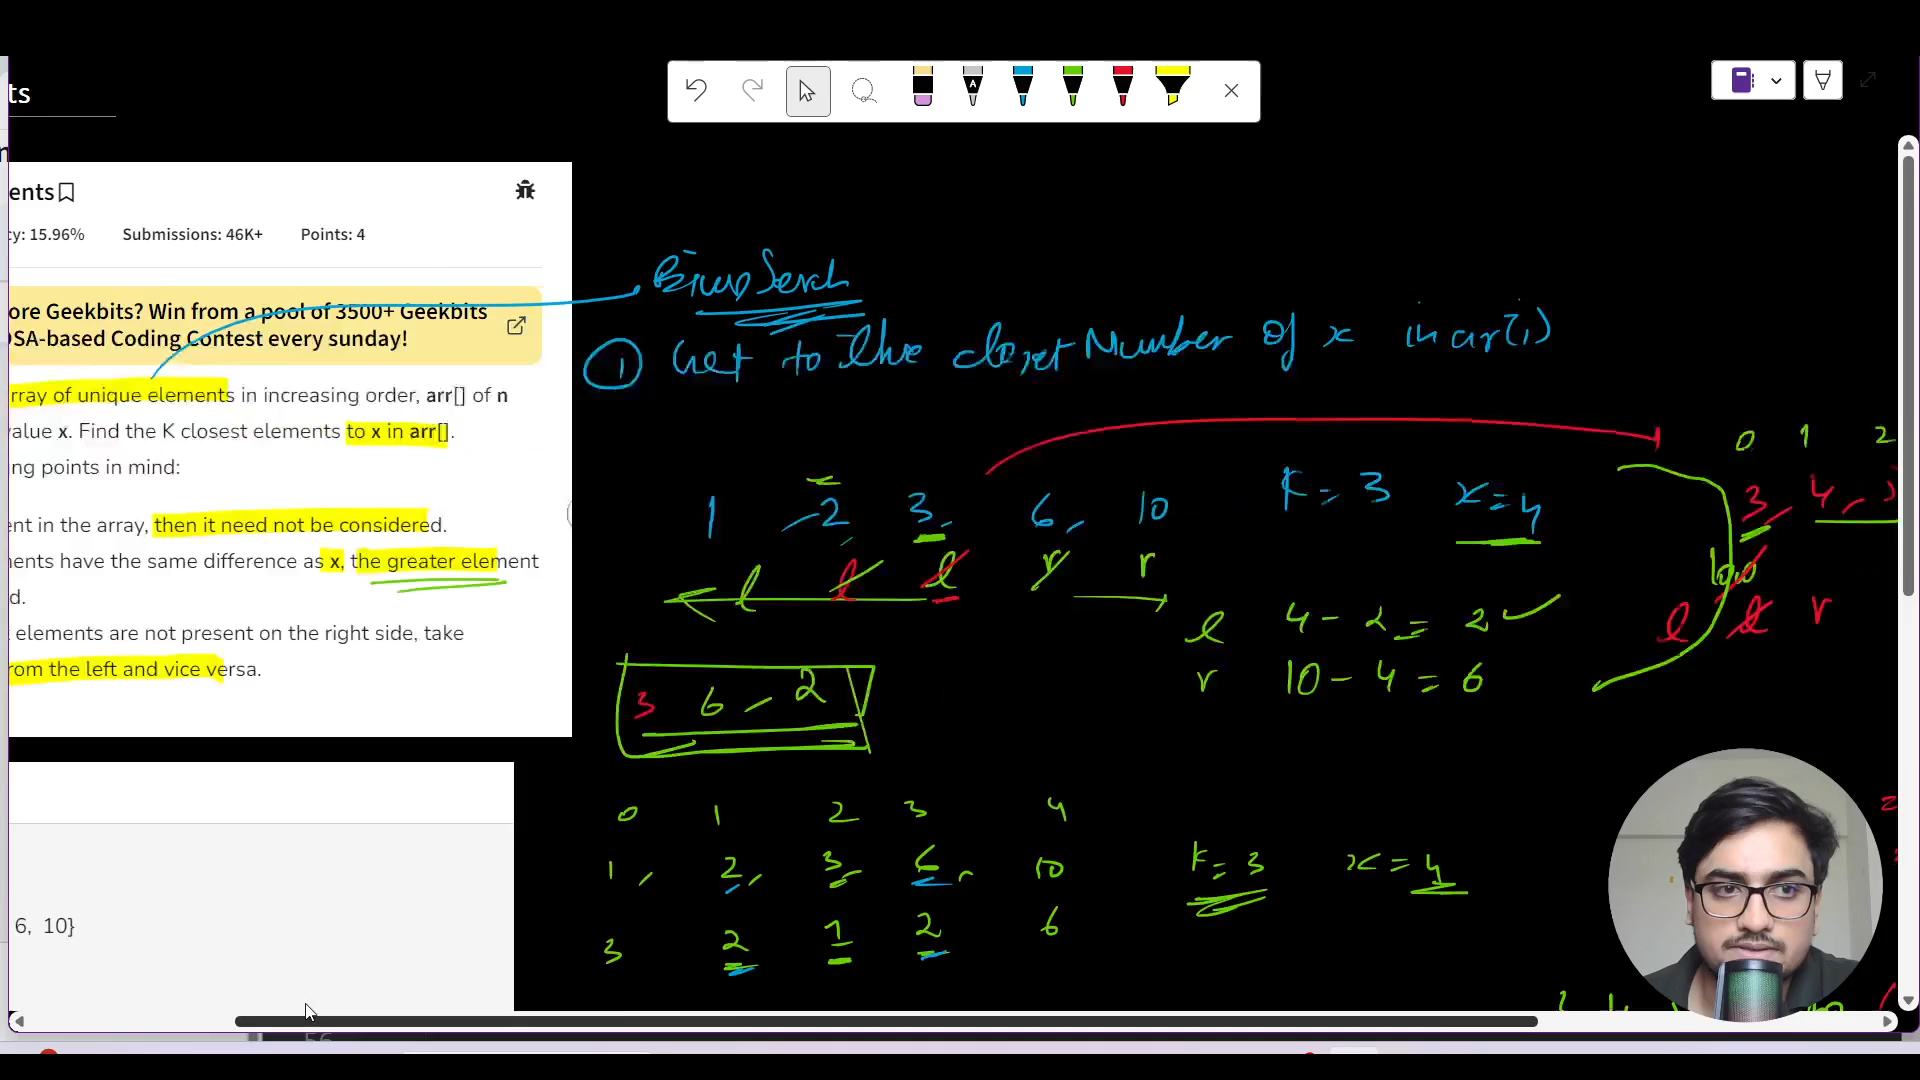 ts
ents
cy: 15.96% Submissions: 46K+ Points: 4
ore Geekbits? Win from a pool of 3500+ Geekbits
DSA-based Coding Contest every sunday!
rray of unique elements in increasing order, arr[] of n
value x. Find the K closest elements to x in arr[].
ng points in mind:
ent in the array, then it need not be considered.
ments have the same difference as x, the greater element
d.
elements are not present on the right side, take
rom the left and vice versa.
6, 10}
① Get to the closet Number of x in ar(i)
1 2 3, 6, 10 K = 3 x = 4
l l l r r
l 4 - 2 = 2 ✓
r 10 - 4 = 6
3 6 - 2
0 1 2 3 4
1, 2, 3, 6, 10 K = 3 x = 4
3 2 1 2 6
0 1 2
3, 4,
l l r